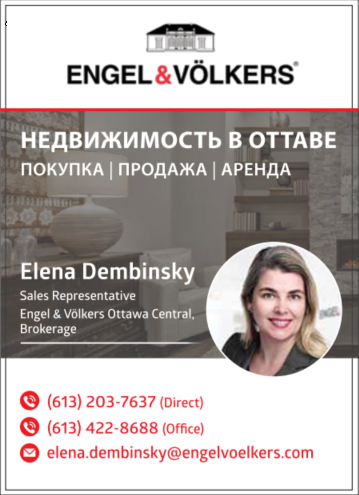 ENGEL&VÖLKERS®
НЕДВИЖИМОСТЬ В ОТТАВЕ
ПОКУПКА | ПРОДАЖА | АРЕНДА
Elena Dembinsky
Sales Representative
Engel & Völkers Ottawa Central,
Brokerage
(613) 203-7637 (Direct)
(613) 422-8688 (Office)
elena.dembinsky@engelvoelkers.com